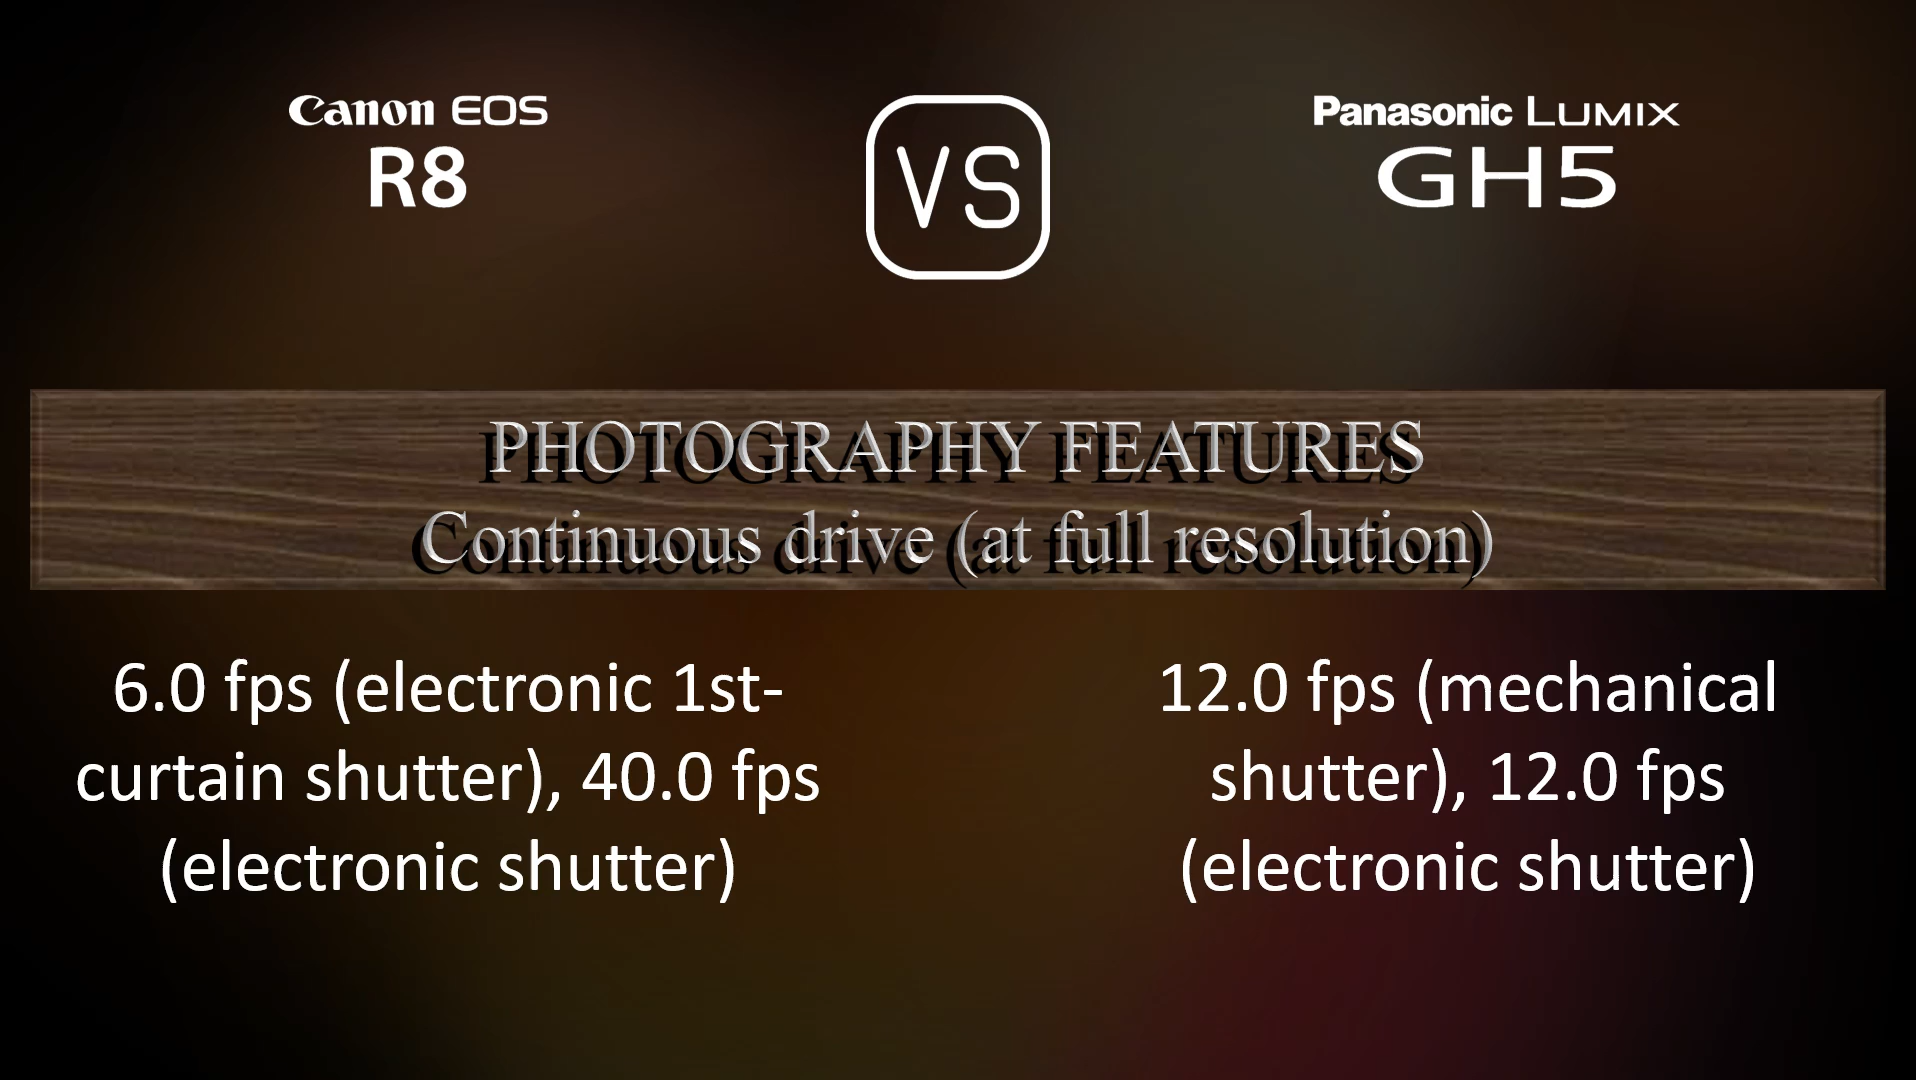 Canon EOS
R8
VS
Panasonic LUMIX
GH5
PHOTOGRAPHY FEATURES
Continuous drive (at full resolution)
6.0 fps (electronic 1st-
curtain shutter), 40.0 fps
(electronic shutter)
12.0 fps (mechanical
shutter), 12.0 fps
(electronic shutter)